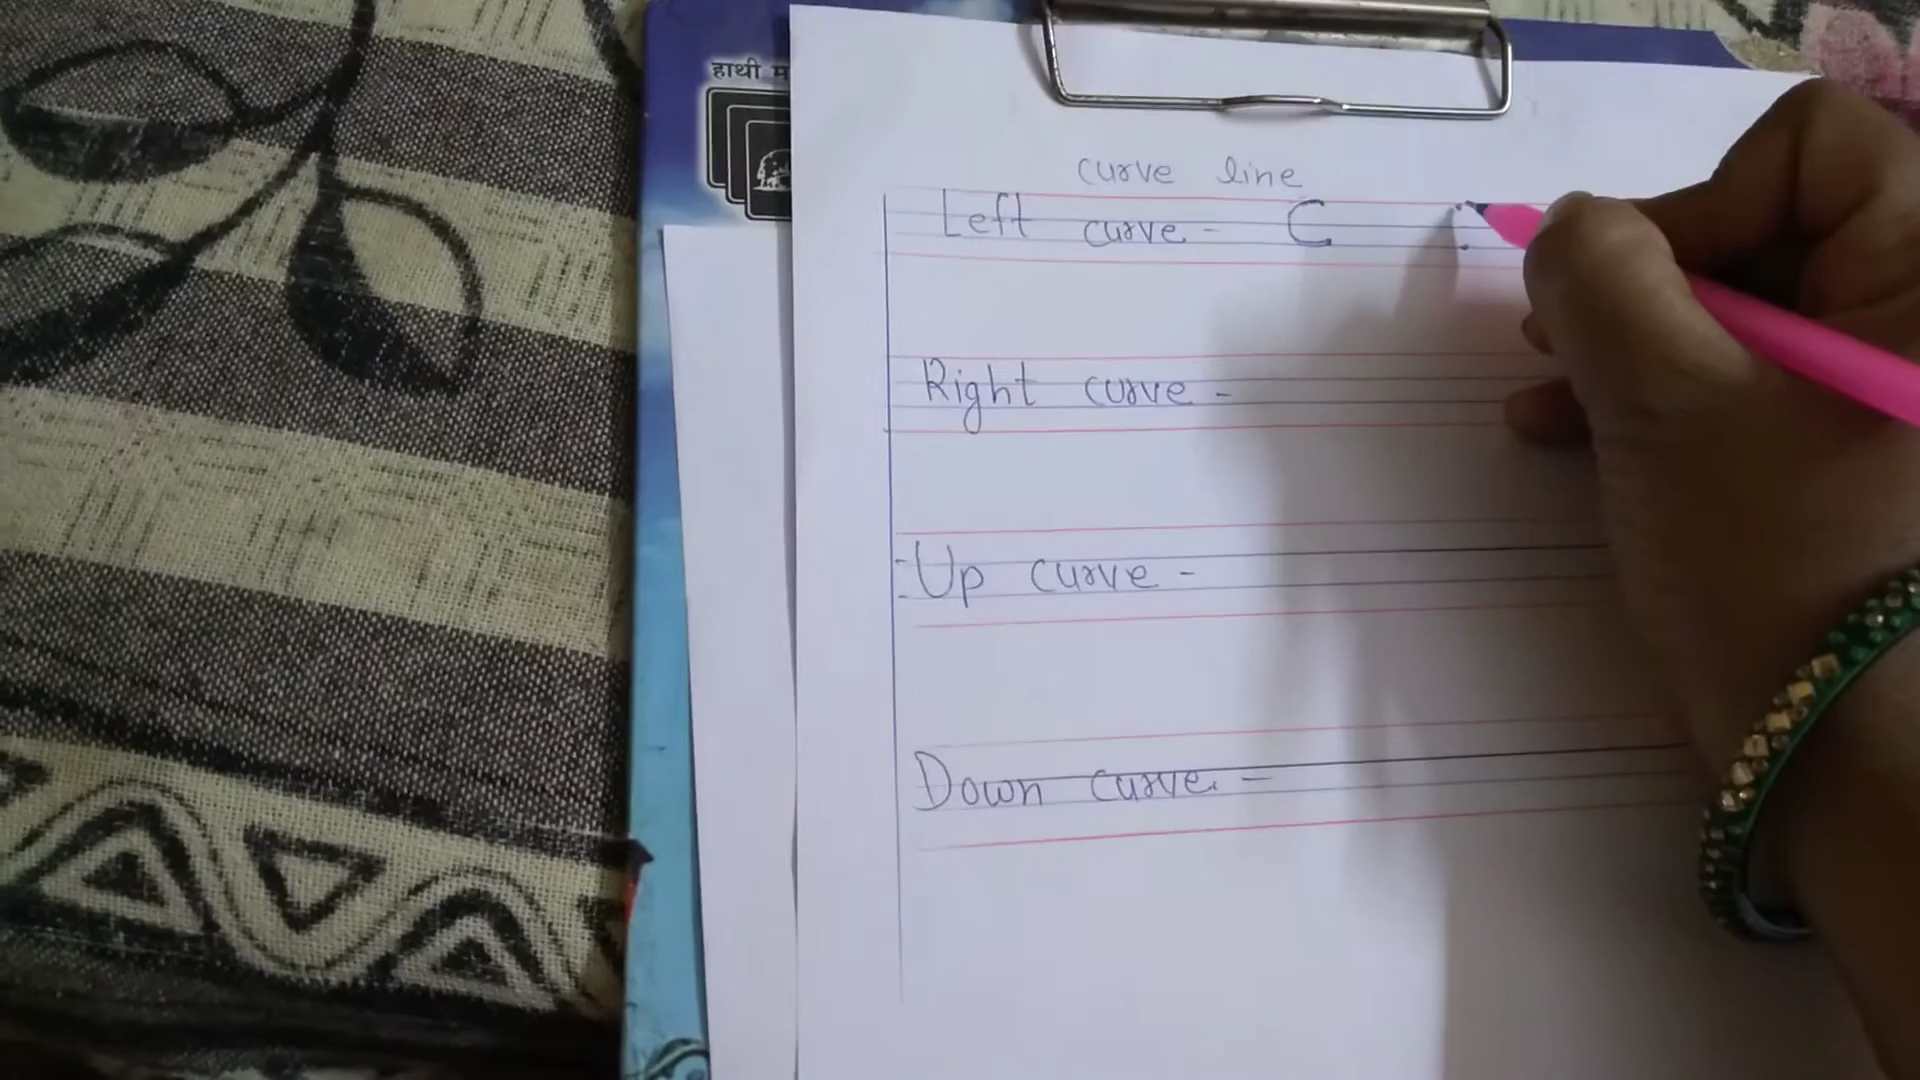 हाथी
curve line
Left curve - C
Right curve -
Up curve -
Down curve. -